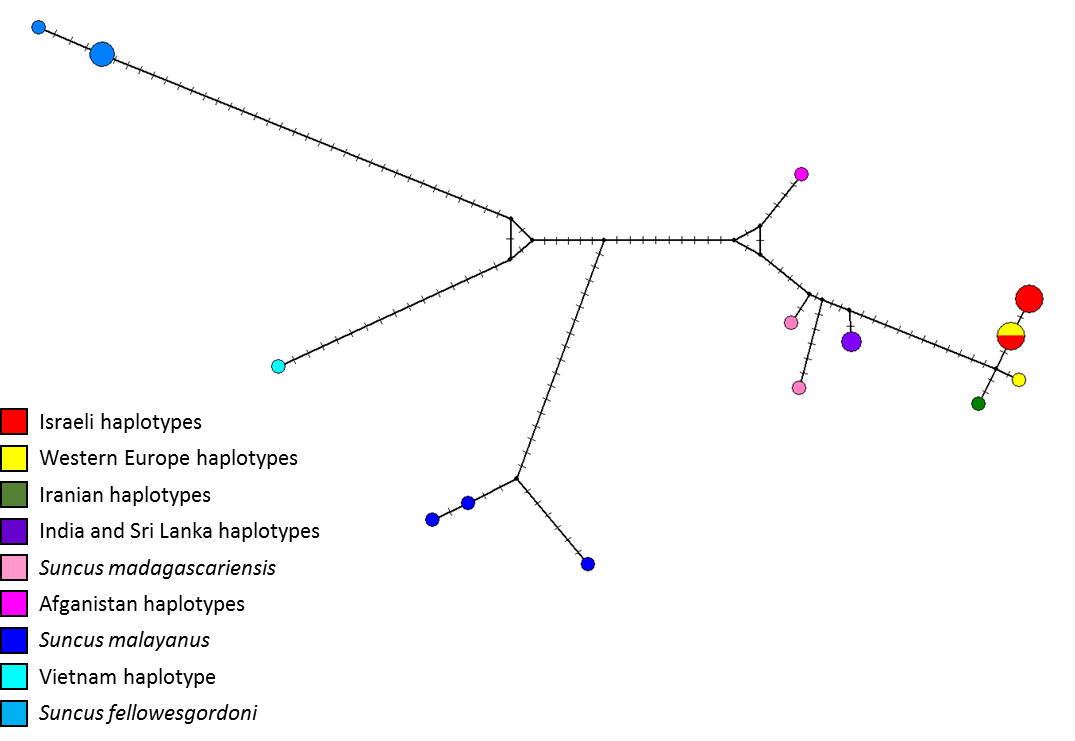 Israeli haplotypes
Western Europe haplotypes
Iranian haplotypes
India and Sri Lanka haplotypes
Suncus madagascariensis
Afganistan haplotypes
Suncus malayanus
Vietnam haplotype
Suncus fellowesgordoni